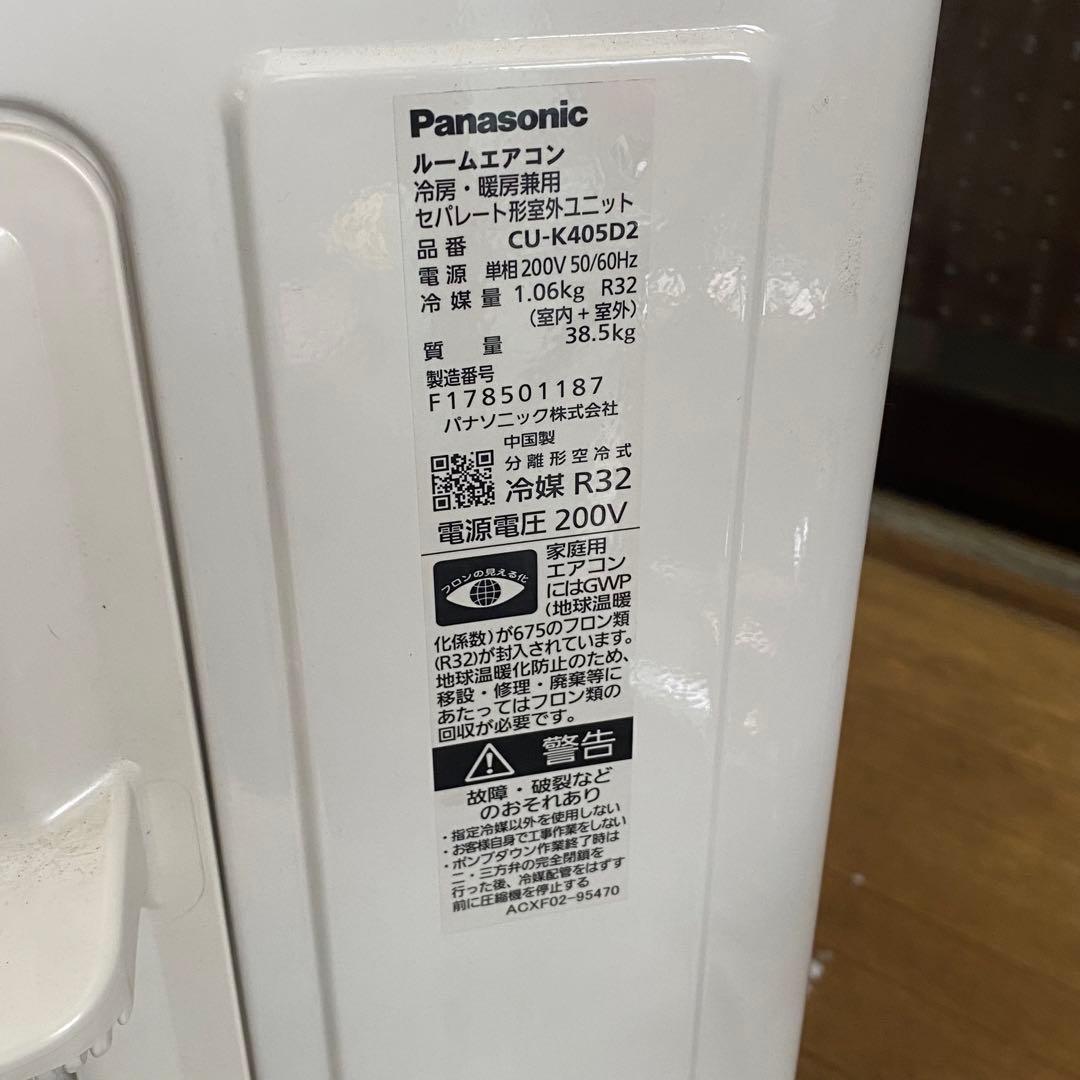 Panasonic
ルームエアコン
冷房・暖房兼用
セパレート形室外ユニット
品番 CU-K405D2
電源 単相 200V 50/60Hz
冷媒量 1.06kg R32
（室内+室外）
質量 38.5kg
製造番号
F178501187
パナソニック株式会社
中国製
分離形空冷式
冷媒 R32
電源電圧 200V
フロンの見える化
家庭用
エアコン
にはGWP
(地球温暖
化係数)が675のフロン類
(R32)が封入されています。
地球温暖化防止のため、
移設・修理・廃棄等に
あたってはフロン類の
回収が必要です。
警告
故障・破裂など
のおそれあり
・指定冷媒以外を使用しない
・お客様自身で工事作業をしない
・ポンプダウン作業終了時は
二・三方弁の完全閉鎖を
行った後、冷媒配管をはずす
前に圧縮機を停止する
ACXF02-95470